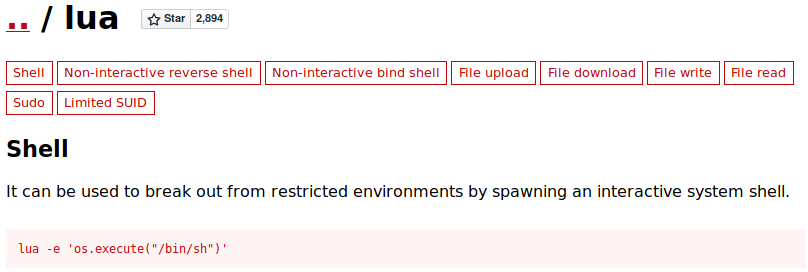 .. / lua Star 2,894
Shell Non-interactive reverse shell Non-interactive bind shell File upload File download File write File read
Sudo Limited SUID
Shell
It can be used to break out from restricted environments by spawning an interactive system shell.
lua -e 'os.execute("/bin/sh")'